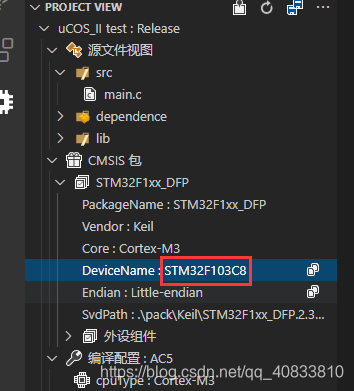 PROJECT VIEW
uCOS_II test : Release
源文件视图
src
main.c
dependence
lib
CMSIS 包
STM32F1xx_DFP
PackageName : STM32F1xx_DFP
Vendor : Keil
Core : Cortex-M3
DeviceName : STM32F103C8
Endian : Little-endian
SvdPath : .\pack\Keil\STM32F1xx_DFP.2.3...
外设组件
编译配置 : AC5
https://blog.csdn.net/qq_40833810
cpuType : Cortex-M3